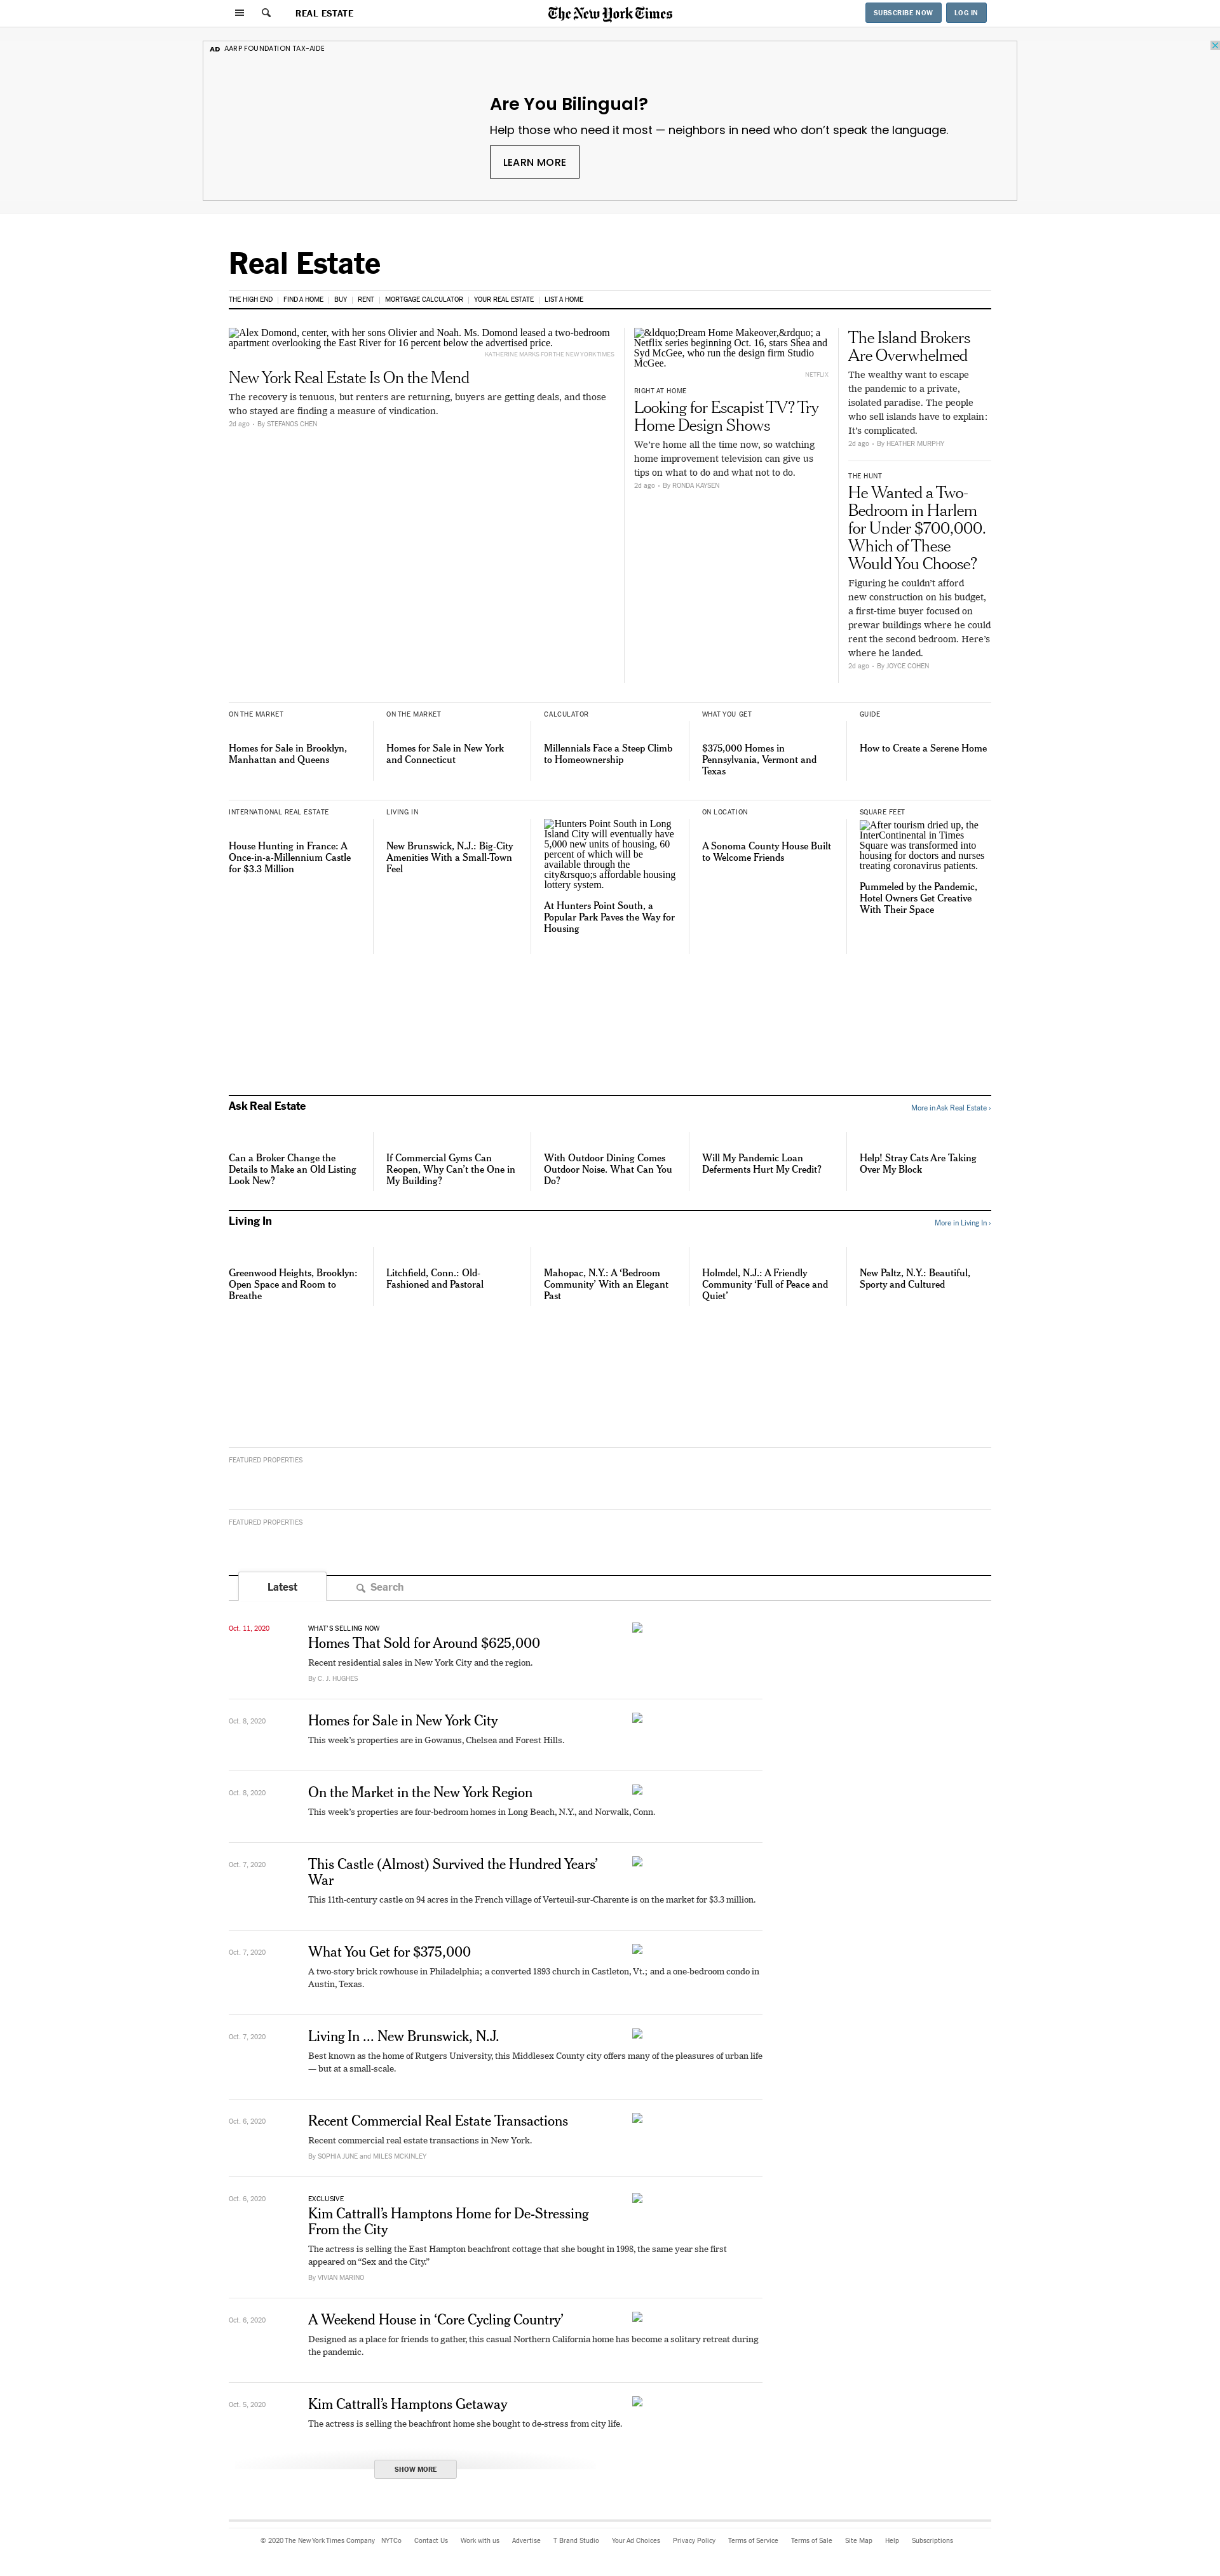 REAL ESTATE
The New York Times
SUBSCRIBE NOW
LOG IN
AD AARP FOUNDATION TAX-AIDE
Are You Bilingual?
Help those who need it most — neighbors in need who don’t speak the language.
LEARN MORE
Real Estate
THE HIGH END | FIND A HOME | BUY | RENT | MORTGAGE CALCULATOR | YOUR REAL ESTATE | LIST A HOME
Alex Domond, center, with her sons Olivier and Noah. Ms. Domond leased a two-bedroom
apartment overlooking the East River for 16 percent below the advertised price.
KATHERINE MARKS FOR THE NEW YORK TIMES
New York Real Estate Is On the Mend
The recovery is tenuous, but renters are returning, buyers are getting deals, and those
who stayed are finding a measure of vindication.
2d ago - By STEFANOS CHEN
&ldquo;Dream Home Makeover,&rdquo; a
Netflix series beginning Oct. 16, stars Shea and
Syd McGee, who run the design firm Studio
McGee.
NETFLIX
RIGHT AT HOME
Looking for Escapist TV? Try
Home Design Shows
We’re home all the time now, so watching
home improvement television can give us
tips on what to do and what not to do.
2d ago - By RONDA KAYSEN
The Island Brokers
Are Overwhelmed
The wealthy want to escape
the pandemic to a private,
isolated paradise. The people
who sell islands have to explain:
It’s complicated.
2d ago - By HEATHER MURPHY
THE HUNT
He Wanted a Two-
Bedroom in Harlem
for Under $700,000.
Which of These
Would You Choose?
Figuring he couldn’t afford
new construction on his budget,
a first-time buyer focused on
prewar buildings where he could
rent the second bedroom. Here’s
where he landed.
2d ago - By JOYCE COHEN
ON THE MARKET
Homes for Sale in Brooklyn,
Manhattan and Queens
ON THE MARKET
Homes for Sale in New York
and Connecticut
CALCULATOR
Millennials Face a Steep Climb
to Homeownership
WHAT YOU GET
$375,000 Homes in
Pennsylvania, Vermont and
Texas
GUIDE
How to Create a Serene Home
INTERNATIONAL REAL ESTATE
House Hunting in France: A
Once-in-a-Millennium Castle
for $3.3 Million
LIVING IN
New Brunswick, N.J.: Big-City
Amenities With a Small-Town
Feel
Hunters Point South in Long
Island City will eventually have
5,000 new units of housing, 60
percent of which will be
available through the
city&rsquo;s affordable housing
lottery system.
At Hunters Point South, a
Popular Park Paves the Way for
Housing
ON LOCATION
A Sonoma County House Built
to Welcome Friends
SQUARE FEET
After tourism dried up, the
InterContinental in Times
Square was transformed into
housing for doctors and nurses
treating coronavirus patients.
Pummeled by the Pandemic,
Hotel Owners Get Creative
With Their Space
Ask Real Estate
More in Ask Real Estate ›
Can a Broker Change the
Details to Make an Old Listing
Look New?
If Commercial Gyms Can
Reopen, Why Can’t the One in
My Building?
With Outdoor Dining Comes
Outdoor Noise. What Can You
Do?
Will My Pandemic Loan
Deferments Hurt My Credit?
Help! Stray Cats Are Taking
Over My Block
Living In
More in Living In ›
Greenwood Heights, Brooklyn:
Open Space and Room to
Breathe
Litchfield, Conn.: Old-
Fashioned and Pastoral
Mahopac, N.Y.: A ‘Bedroom
Community’ With an Elegant
Past
Holmdel, N.J.: A Friendly
Community ‘Full of Peace and
Quiet’
New Paltz, N.Y.: Beautiful,
Sporty and Cultured
FEATURED PROPERTIES
FEATURED PROPERTIES
Latest
Search
Oct. 11, 2020
WHAT’S SELLING NOW
Homes That Sold for Around $625,000
Recent residential sales in New York City and the region.
By C. J. HUGHES
Oct. 8, 2020
Homes for Sale in New York City
This week’s properties are in Gowanus, Chelsea and Forest Hills.
Oct. 8, 2020
On the Market in the New York Region
This week’s properties are four-bedroom homes in Long Beach, N.Y., and Norwalk, Conn.
Oct. 7, 2020
This Castle (Almost) Survived the Hundred Years’
War
This 11th-century castle on 94 acres in the French village of Verteuil-sur-Charente is on the market for $3.3 million.
Oct. 7, 2020
What You Get for $375,000
A two-story brick rowhouse in Philadelphia; a converted 1893 church in Castleton, Vt.; and a one-bedroom condo in
Austin, Texas.
Oct. 7, 2020
Living In ... New Brunswick, N.J.
Best known as the home of Rutgers University, this Middlesex County city offers many of the pleasures of urban life
— but at a small-scale.
Oct. 6, 2020
Recent Commercial Real Estate Transactions
Recent commercial real estate transactions in New York.
By SOPHIA JUNE and MILES MCKINLEY
Oct. 6, 2020
EXCLUSIVE
Kim Cattrall’s Hamptons Home for De-Stressing
From the City
The actress is selling the East Hampton beachfront cottage that she bought in 1998, the same year she first
appeared on “Sex and the City.”
By VIVIAN MARINO
Oct. 6, 2020
A Weekend House in ‘Core Cycling Country’
Designed as a place for friends to gather, this casual Northern California home has become a solitary retreat during
the pandemic.
Oct. 5, 2020
Kim Cattrall’s Hamptons Getaway
The actress is selling the beachfront home she bought to de-stress from city life.
SHOW MORE
© 2020 The New York Times Company NYTCo Contact Us Work with us Advertise T Brand Studio Your Ad Choices Privacy Policy Terms of Service Terms of Sale Site Map Help Subscriptions